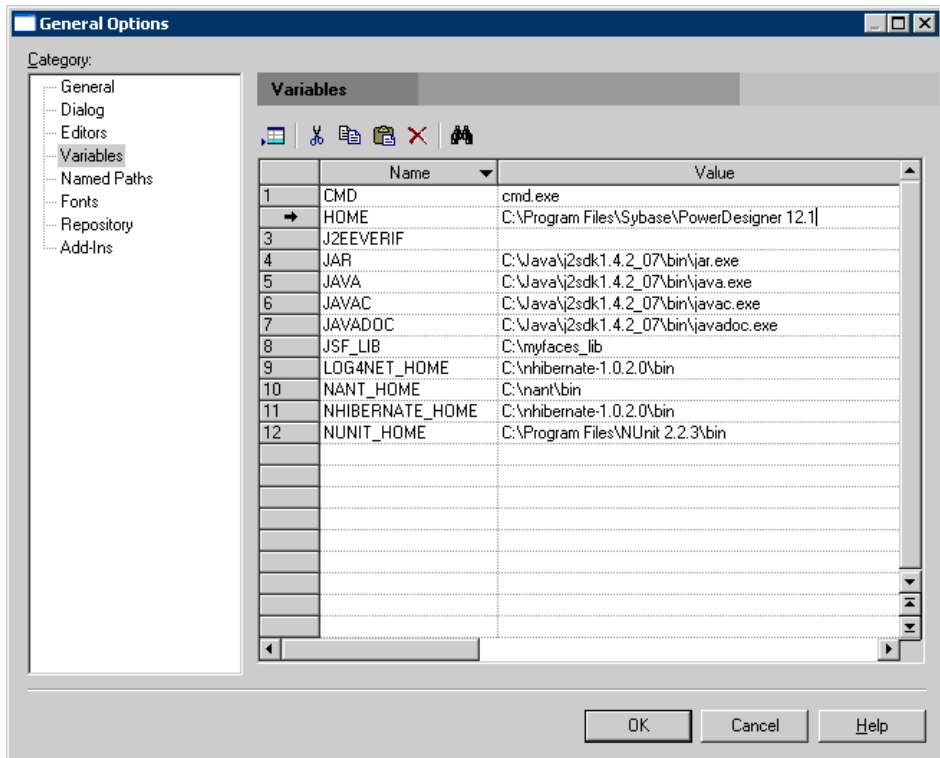 General Options
Category:
General
Dialog
Editors
Variables
Named Paths
Fonts
Repository
Add-Ins
Variables
Name Value
1 CMD cmd.exe
HOME C:\Program Files\Sybase\PowerDesigner 12.1
3 J2EEVERIF
4 JAR C:\Java\j2sdk1.4.2_07\bin\jar.exe
5 JAVA C:\Java\j2sdk1.4.2_07\bin\java.exe
6 JAVAC C:\Java\j2sdk1.4.2_07\bin\javac.exe
7 JAVADOC C:\Java\j2sdk1.4.2_07\bin\javadoc.exe
8 JSF_LIB C:\myfaces_lib
9 LOG4NET_HOME C:\nhibernate-1.0.2.0\bin
10 NANT_HOME C:\nant\bin
11 NHIBERNATE_HOME C:\nhibernate-1.0.2.0\bin
12 NUNIT_HOME C:\Program Files\NUnit 2.2.3\bin
OK Cancel Help